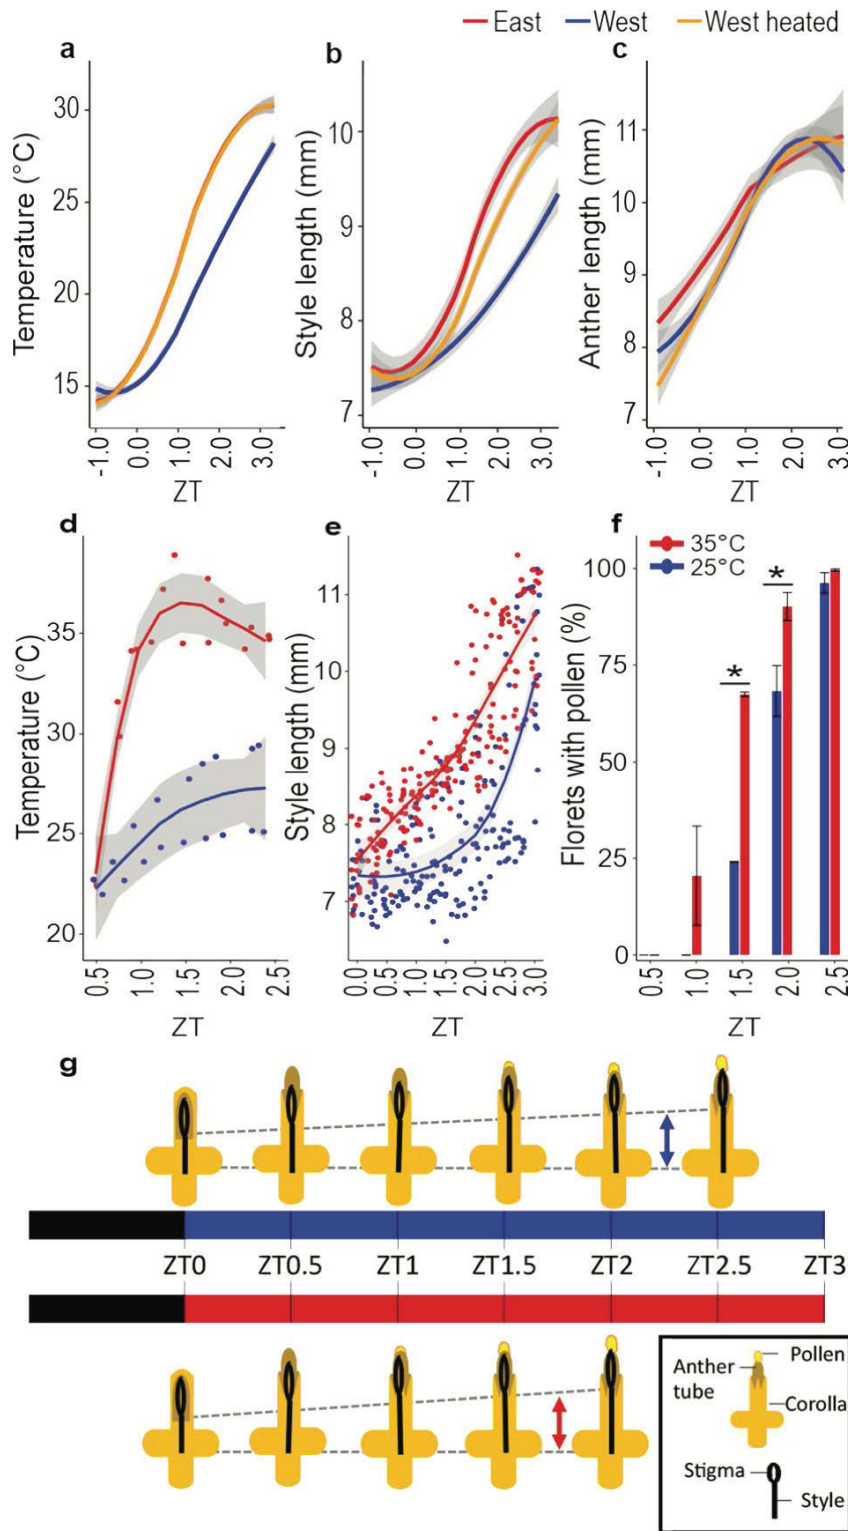 East West West heated
a b c
Temperature (°C)
30
25
20
15
-1.0 0.0 1.0 2.0 3.0
ZT
Style length (mm)
10
9
8
7
-1.0 0.0 1.0 2.0 3.0
ZT
Anther length (mm)
11
10
9
8
7
-1.0 0.0 1.0 2.0 3.0
ZT
d e f
Temperature (°C)
35
30
25
20
0.5 1.0 1.5 2.0 2.5
ZT
Style length (mm)
11
10
9
8
7
0.0 0.5 1.0 1.5 2.0 2.5 3.0
ZT
35°C
25°C
Florets with pollen (%)
100
75
50
25
0
* *
0.5 1.0 1.5 2.0 2.5
ZT
g
ZT0 ZT0.5 ZT1 ZT1.5 ZT2 ZT2.5 ZT3
Pollen
Anther
tube
Corolla
Stigma
Style